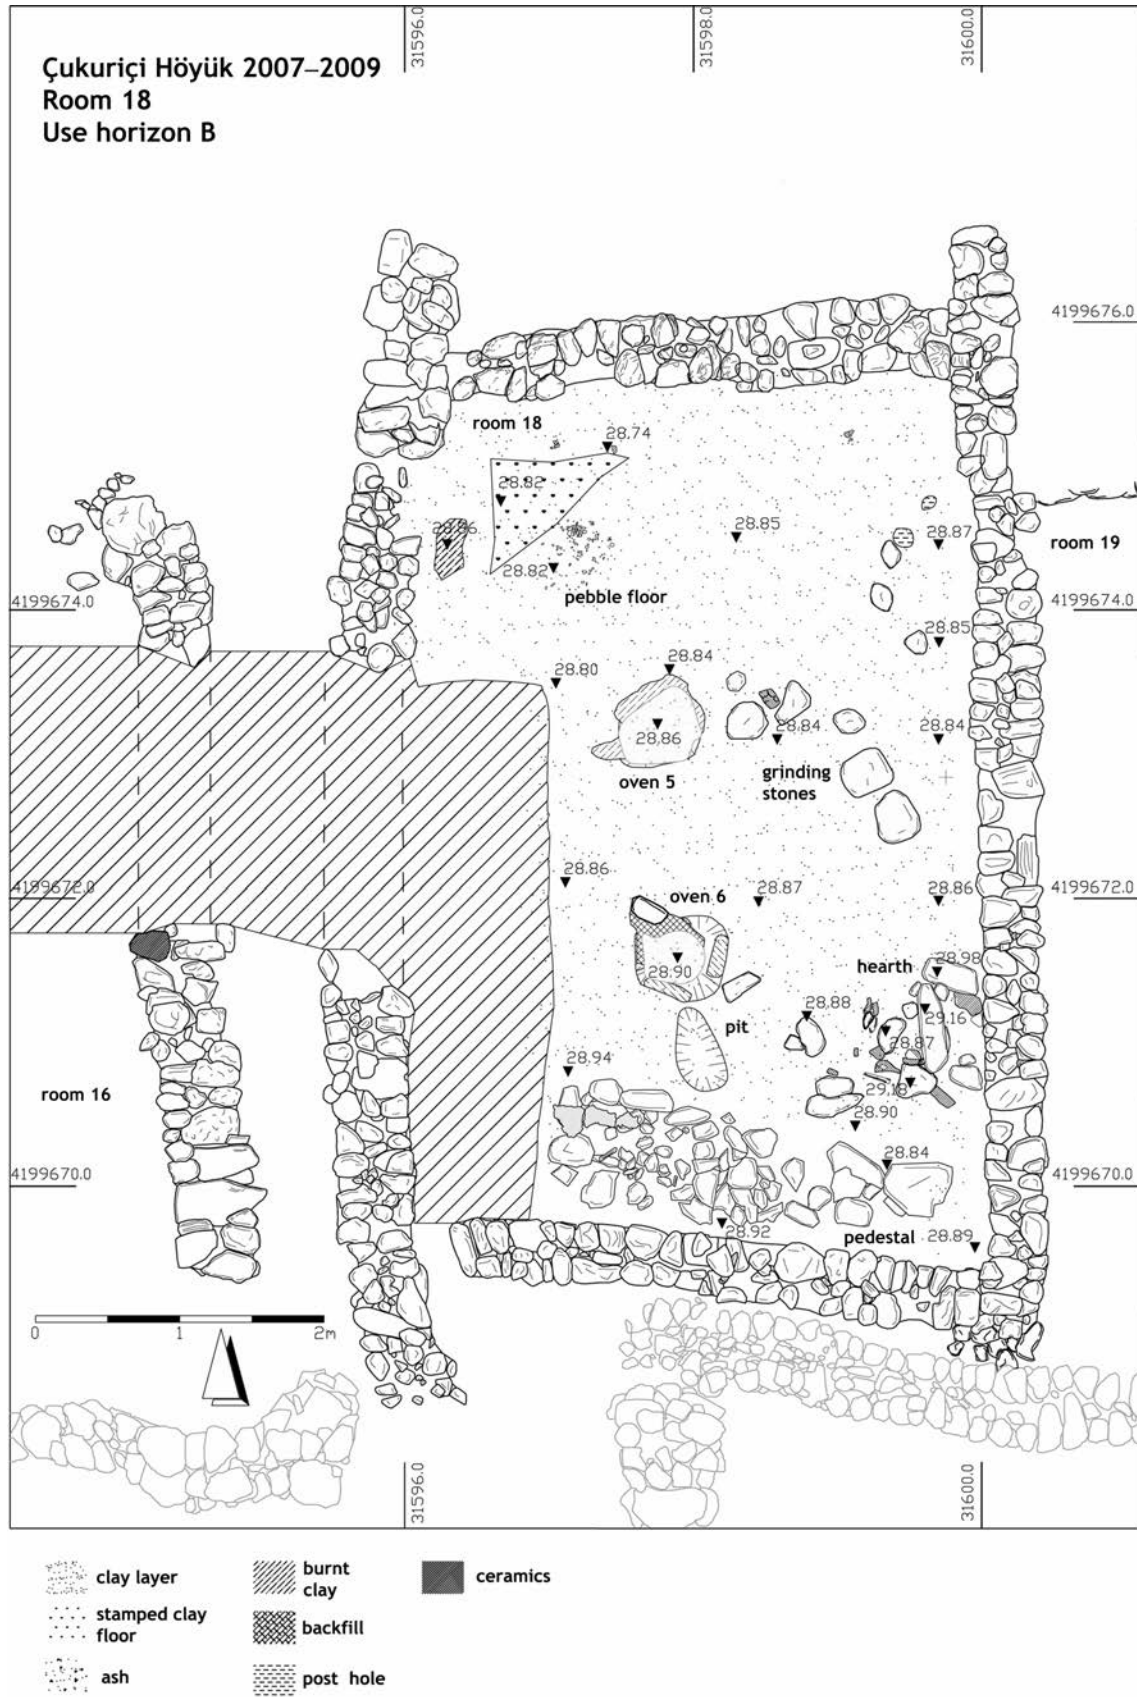 31596.0
31598.0
31600.0
Çukuriçi Höyük 2007–2009
Room 18
Use horizon B
4199676.0
room 18
28.74
28.82
28.85
28.87
room 19
28.82
pebble floor
4199674.0
4199674.0
28.85
28.80
28.84
28.86
28.84
28.84
oven 5
grinding
stones
28.86
28.87
28.86
4199672.0
4199672.0
oven 6
28.90
hearth
28.98
28.88
29.16
28.87
pit
28.94
29.18
room 16
28.90
28.84
4199670.0
4199670.0
28.92
pedestal
28.89
0
1
2m
31596.0
31600.0
clay layer
burnt
clay
ceramics
stamped clay
floor
backfill
ash
post hole